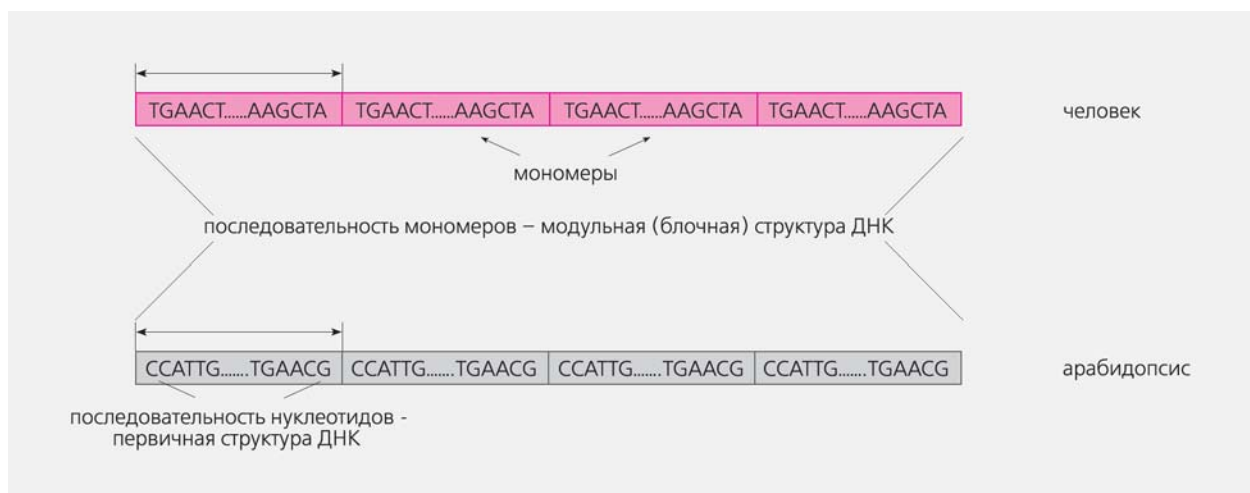 TGAACT......AAGCTA TGAACT......AAGCTA TGAACT......AAGCTA TGAACT......AAGCTA человек
мономеры
последовательность мономеров – модульная (блочная) структура ДНК
CCATTG.......TGAACG CCATTG.......TGAACG CCATTG.......TGAACG CCATTG.......TGAACG арабидопсис
последовательность нуклеотидов -
первичная структура ДНК